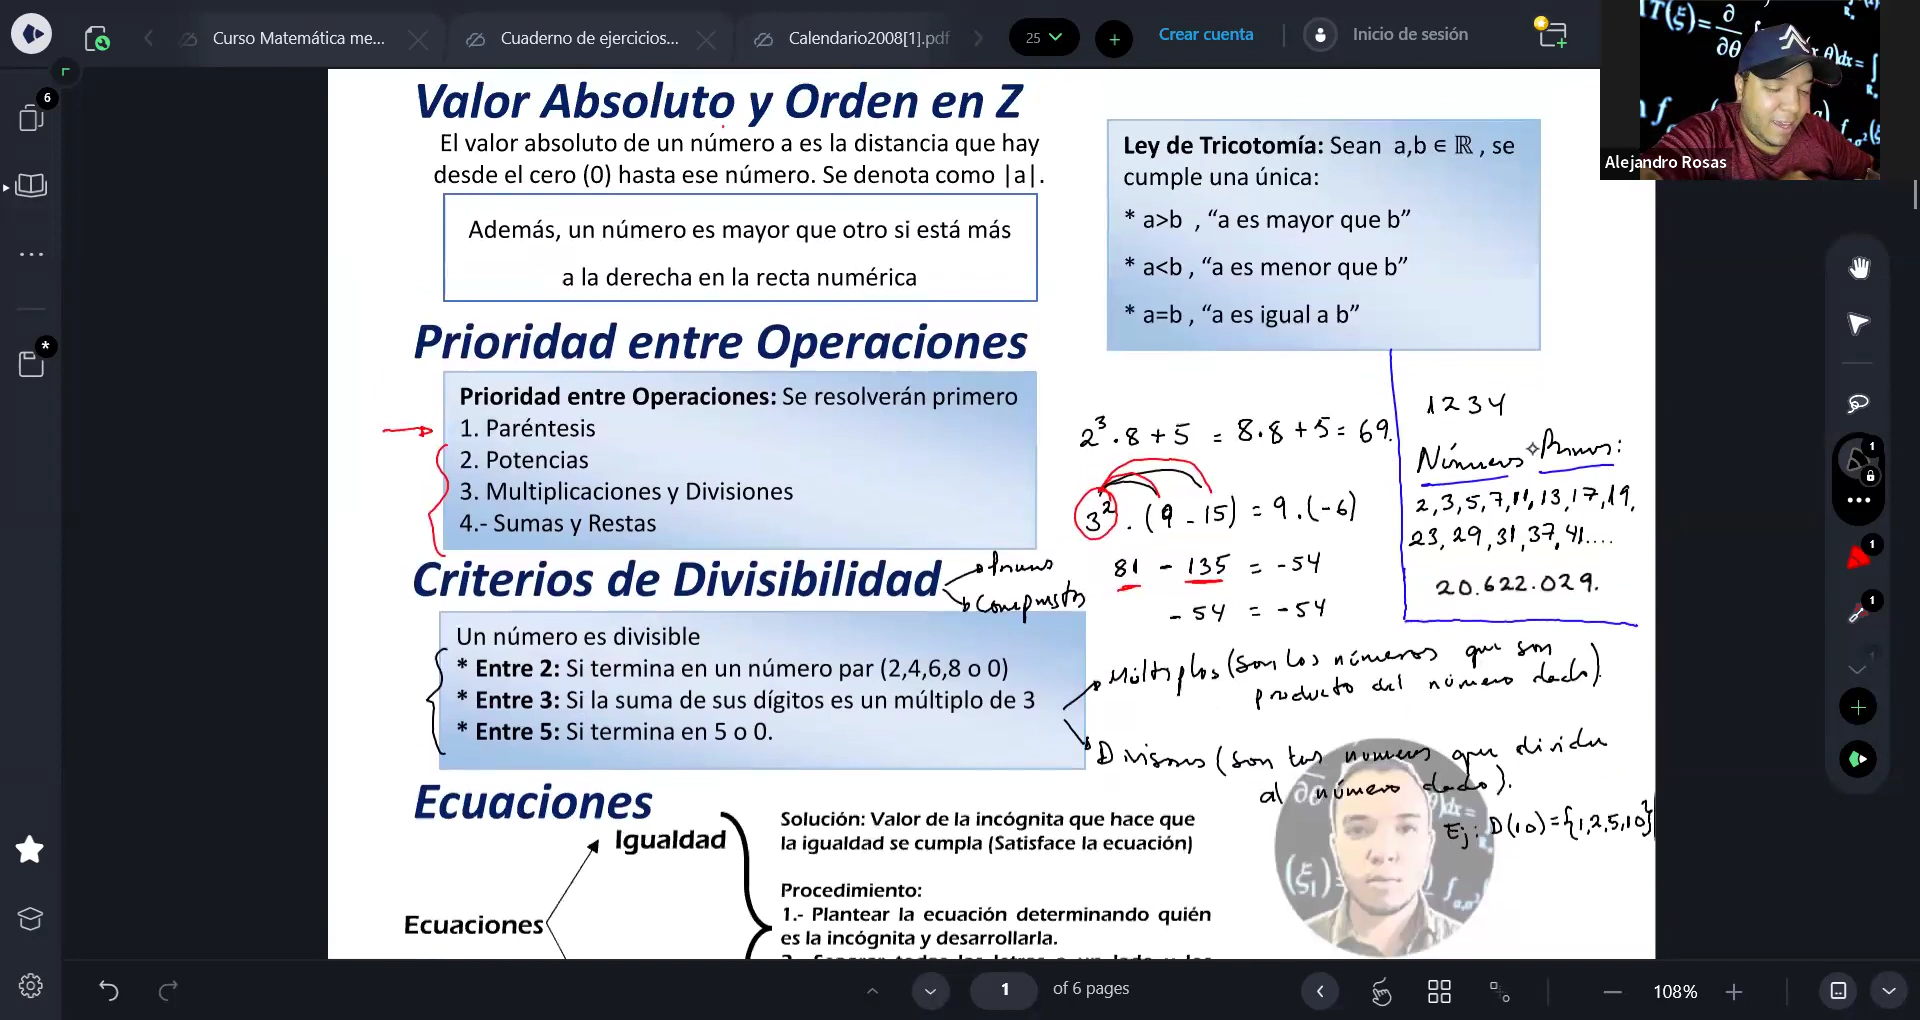 Curso Matemática me...
Cuaderno de ejercicios...
Calendario2008[1].pdf
25
Crear cuenta
Inicio de sesión
6
Valor Absoluto y Orden en Z
El valor absoluto de un número a es la distancia que hay
desde el cero (0) hasta ese número. Se denota como |a|.
Además, un número es mayor que otro si está más
a la derecha en la recta numérica
Ley de Tricotomía: Sean a,b ∈ ℝ , se
cumple una única:
* a>b , “a es mayor que b”
* a<b , “a es menor que b”
* a=b , “a es igual a b”
Alejandro Rosas
Prioridad entre Operaciones
Prioridad entre Operaciones: Se resolverán primero
1. Paréntesis
2. Potencias
3. Multiplicaciones y Divisiones
4.- Sumas y Restas
2³ . 8 + 5 = 8.8 + 5 = 69.
3² . (9 - 15) = 9 . (-6)
81 - 135 = -54
-54 = -54
1234
Números Primos:
2,3,5,7,11,13,17,19,
23,29,31,37,41....
20.622.029.
Criterios de Divisibilidad
Primos
Compuestos
Un número es divisible
* Entre 2: Si termina en un número par (2,4,6,8 o 0)
* Entre 3: Si la suma de sus dígitos es un múltiplo de 3
* Entre 5: Si termina en 5 o 0.
Múltiplos (son los números que son
producto del número dado).
Divisores (son los números que dividen
al número dado).
Ej: D(10)={1,2,5,10}
Ecuaciones
Igualdad
Ecuaciones
Solución: Valor de la incógnita que hace que
la igualdad se cumpla (Satisface la ecuación)
Procedimiento:
1.- Plantear la ecuación determinando quién
es la incógnita y desarrollarla.
1
of 6 pages
108%